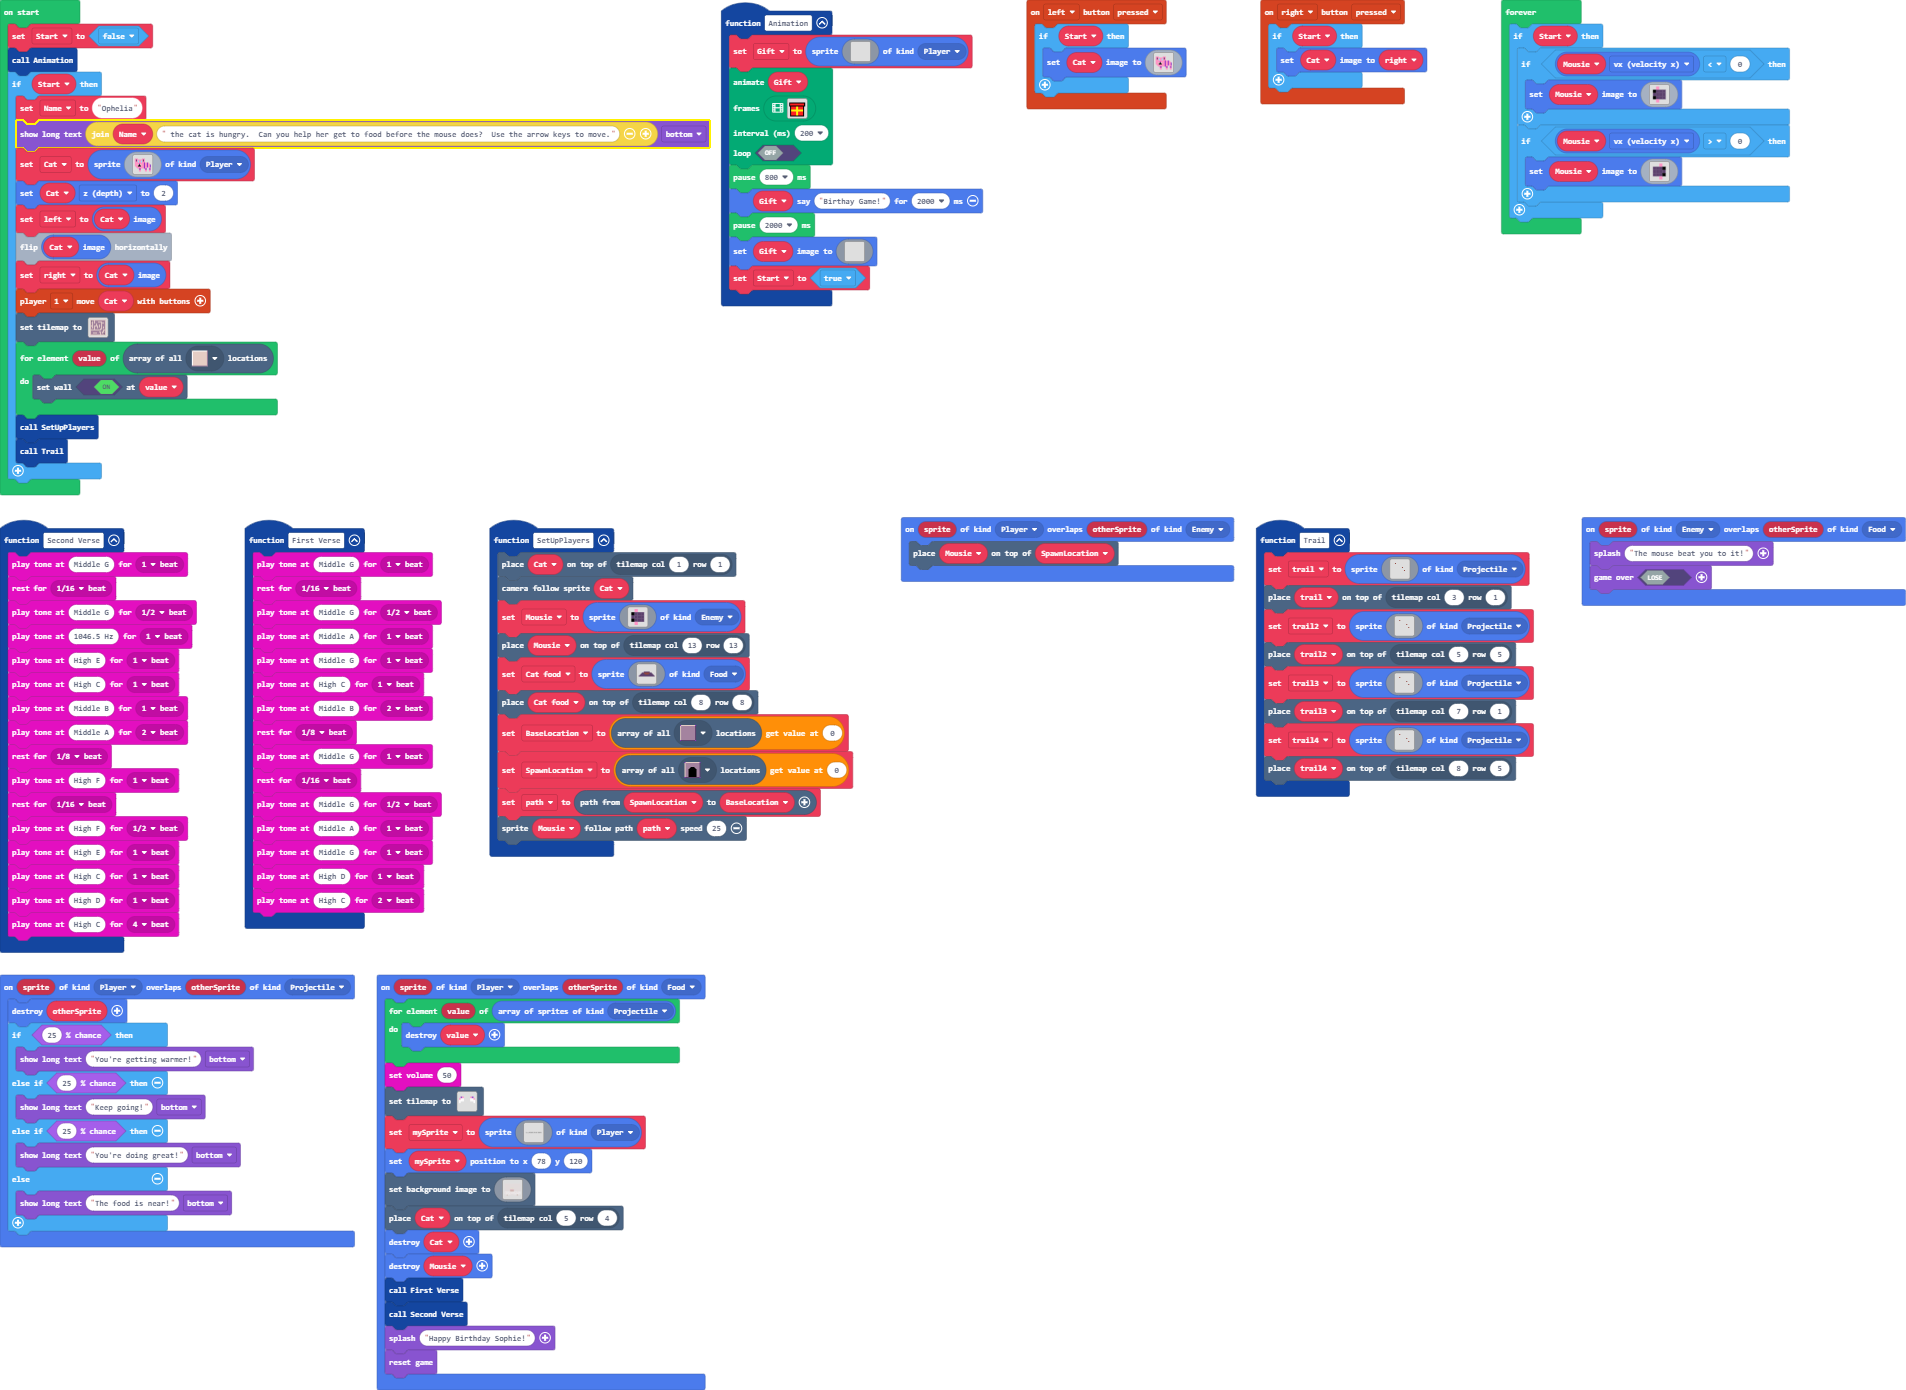 on start
set Start to false
call Animation
if Start then
set Name to "Ophelia"
show long text join Name " the cat is hungry.  Can you help her get to food before the mouse does?  Use the arrow keys to move." bottom
set Cat to sprite of kind Player
set Cat z (depth) to 2
set left to Cat image
flip Cat image horizontally
set right to Cat image
player 1 move Cat with buttons
set tilemap to
for element value of array of all locations
do set wall ON at value
call SetUpPlayers
call Trail
function Animation
set Gift to sprite of kind Player
animate Gift
frames
interval (ms) 200
loop OFF
pause 800 ms
Gift say "Birthay Game!" for 2000 ms
pause 2000 ms
set Gift image to
set Start to true
on left button pressed
if Start then
set Cat image to
on right button pressed
if Start then
set Cat image to right
forever
if Start then
if Mousie vx (velocity x) < 0 then
set Mousie image to
if Mousie vx (velocity x) > 0 then
set Mousie image to
function Second Verse
play tone at Middle G for 1 beat
rest for 1/16 beat
play tone at Middle G for 1/2 beat
play tone at 1046.5 Hz for 1 beat
play tone at High E for 1 beat
play tone at High C for 1 beat
play tone at Middle B for 1 beat
play tone at Middle A for 2 beat
rest for 1/8 beat
play tone at High F for 1 beat
rest for 1/16 beat
play tone at High F for 1/2 beat
play tone at High E for 1 beat
play tone at High C for 1 beat
play tone at High D for 1 beat
play tone at High C for 4 beat
function First Verse
play tone at Middle G for 1 beat
rest for 1/16 beat
play tone at Middle G for 1/2 beat
play tone at Middle A for 1 beat
play tone at Middle G for 1 beat
play tone at High C for 1 beat
play tone at Middle B for 2 beat
rest for 1/8 beat
play tone at Middle G for 1 beat
rest for 1/16 beat
play tone at Middle G for 1/2 beat
play tone at Middle A for 1 beat
play tone at Middle G for 1 beat
play tone at High D for 1 beat
play tone at High C for 2 beat
function SetUpPlayers
place Cat on top of tilemap col 1 row 1
camera follow sprite Cat
set Mousie to sprite of kind Enemy
place Mousie on top of tilemap col 13 row 13
set Cat food to sprite of kind Food
place Cat food on top of tilemap col 8 row 8
set BaseLocation to array of all locations get value at 0
set SpawnLocation to array of all locations get value at 0
set path to path from SpawnLocation to BaseLocation
sprite Mousie follow path path speed 25
on sprite of kind Player overlaps otherSprite of kind Enemy
place Mousie on top of SpawnLocation
function Trail
set trail to sprite of kind Projectile
place trail on top of tilemap col 3 row 1
set trail2 to sprite of kind Projectile
place trail2 on top of tilemap col 5 row 5
set trail3 to sprite of kind Projectile
place trail3 on top of tilemap col 7 row 1
set trail4 to sprite of kind Projectile
place trail4 on top of tilemap col 8 row 5
on sprite of kind Enemy overlaps otherSprite of kind Food
splash "The mouse beat you to it!"
game over LOSE
on sprite of kind Player overlaps otherSprite of kind Projectile
destroy otherSprite
if 25 % chance then
show long text "You're getting warmer!" bottom
else if 25 % chance then
show long text "Keep going!" bottom
else if 25 % chance then
show long text "You're doing great!" bottom
else
show long text "The food is near!" bottom
on sprite of kind Player overlaps otherSprite of kind Food
for element value of array of sprites of kind Projectile
do destroy value
set volume 50
set tilemap to
set mySprite to sprite of kind Player
set mySprite position to x 78 y 120
set background image to
place Cat on top of tilemap col 5 row 4
destroy Cat
destroy Mousie
call First Verse
call Second Verse
splash "Happy Birthday Sophie!"
reset game